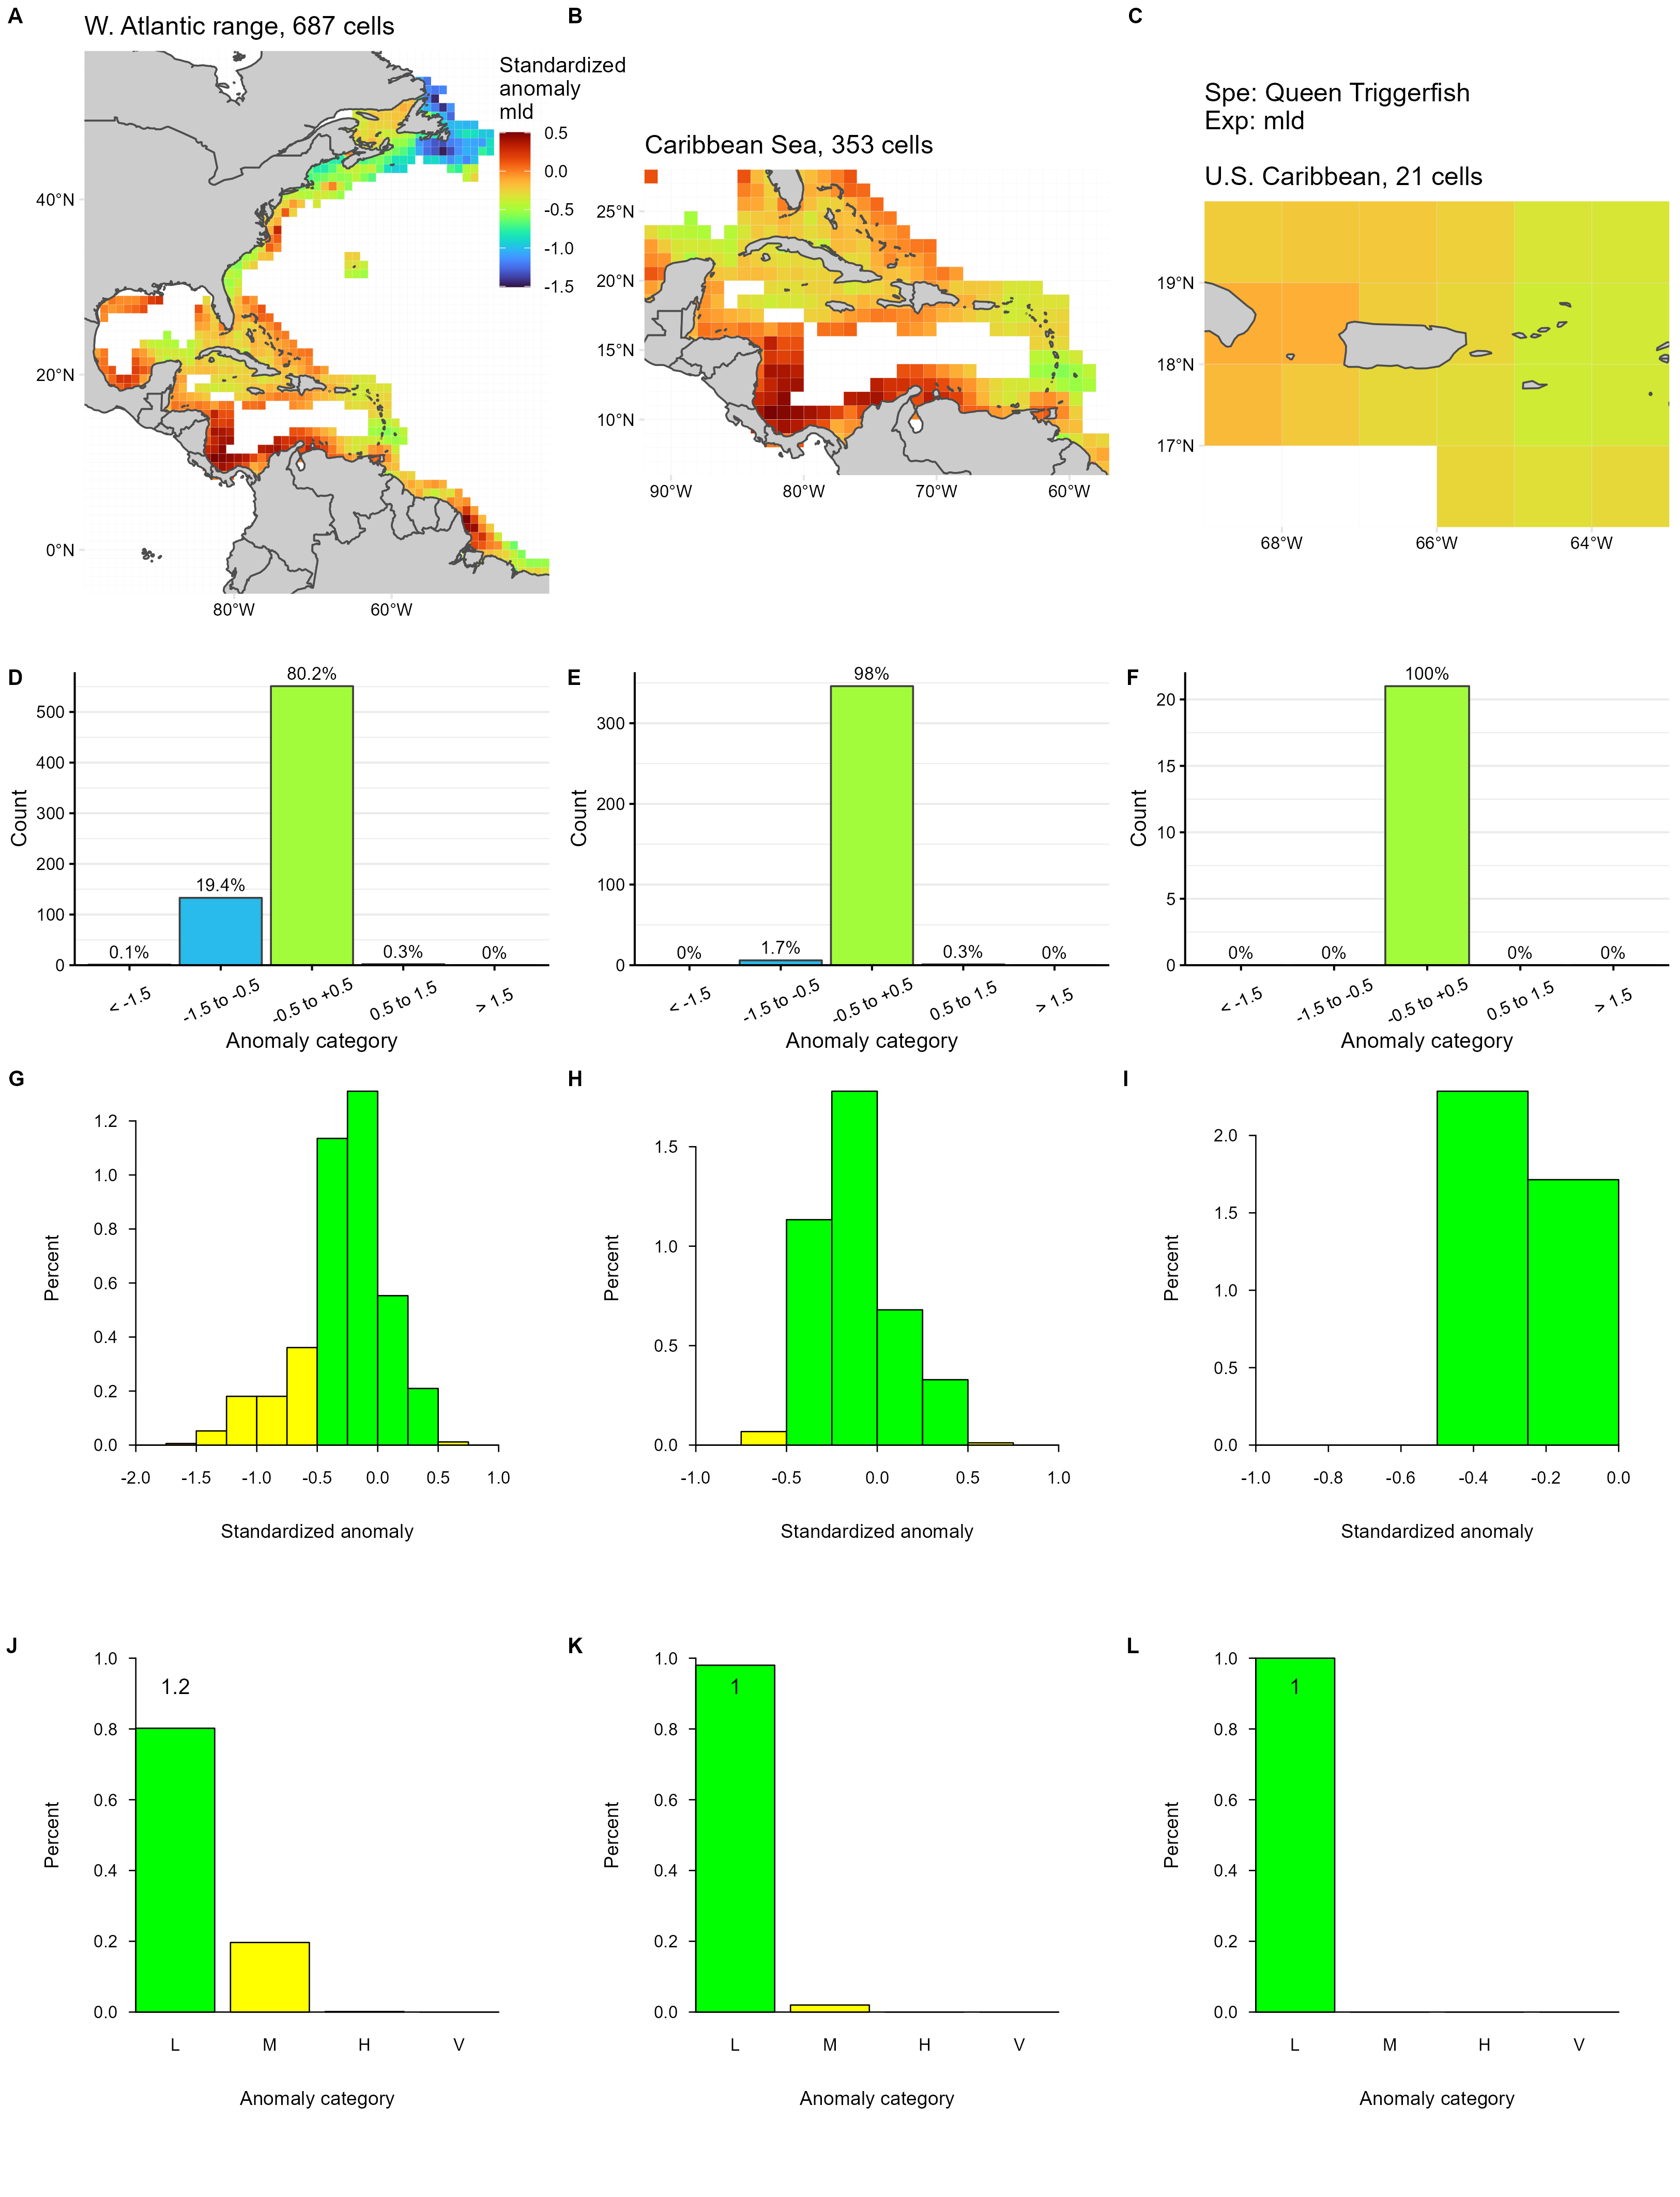 A
W. Atlantic range, 687 cells
Standardized
anomaly
mld
0.5
0.0
-0.5
-1.0
-1.5
40°N
20°N
0°N
80°W
60°W
B
Caribbean Sea, 353 cells
25°N
20°N
15°N
10°N
90°W
80°W
70°W
60°W
C
Spe: Queen Triggerfish
Exp: mld
U.S. Caribbean, 21 cells
19°N
18°N
17°N
68°W
66°W
64°W
D
Count
500
400
300
200
100
0
0.1%
19.4%
80.2%
0.3%
0%
< -1.5
-1.5 to -0.5
-0.5 to +0.5
0.5 to 1.5
> 1.5
Anomaly category
E
Count
300
200
100
0
0%
1.7%
98%
0.3%
0%
< -1.5
-1.5 to -0.5
-0.5 to +0.5
0.5 to 1.5
> 1.5
Anomaly category
F
Count
20
15
10
5
0
0%
0%
100%
0%
0%
< -1.5
-1.5 to -0.5
-0.5 to +0.5
0.5 to 1.5
> 1.5
Anomaly category
G
Percent
1.2
1.0
0.8
0.6
0.4
0.2
0.0
-2.0
-1.5
-1.0
-0.5
0.0
0.5
1.0
Standardized anomaly
H
Percent
1.5
1.0
0.5
0.0
-1.0
-0.5
0.0
0.5
1.0
Standardized anomaly
I
Percent
2.0
1.5
1.0
0.5
0.0
-1.0
-0.8
-0.6
-0.4
-0.2
0.0
Standardized anomaly
J
Percent
1.0
0.8
0.6
0.4
0.2
0.0
1.2
L
M
H
V
Anomaly category
K
Percent
1.0
0.8
0.6
0.4
0.2
0.0
1
L
M
H
V
Anomaly category
L
Percent
1.0
0.8
0.6
0.4
0.2
0.0
1
L
M
H
V
Anomaly category